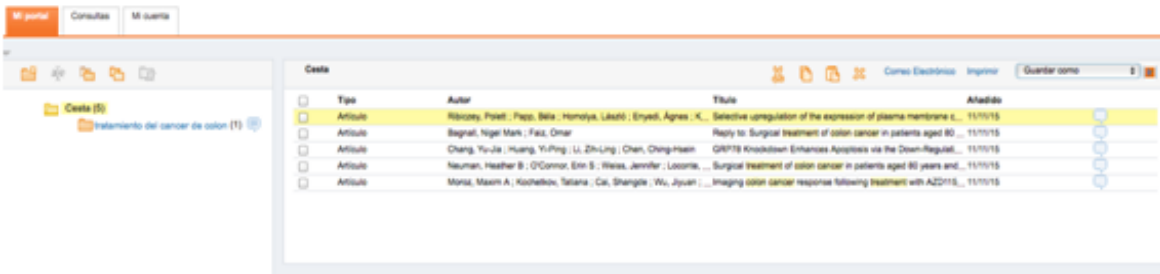 Mi portal Consultas Mi cuenta
Cesta Correo Electrónico Imprimir Guardar como
Cesta (5)
tratamiento del cancer de colon (1)
Tipo Autor Título Añadido
Artículo Ribiczey, Polett ; Papp, Béla ; Homolya, László ; Enyedi, Ágnes ; K... Selective upregulation of the expression of plasma membrane c... 11/11/15
Artículo Bagnall, Nigel Mark ; Faiz, Omar Reply to: Surgical treatment of colon cancer in patients aged 80 ... 11/11/15
Artículo Chang, Yu-Jia ; Huang, Yi-Ping ; Li, Zih-Ling ; Chen, Ching-Hsein GRP78 Knockdown Enhances Apoptosis via the Down-Regulati... 11/11/15
Artículo Neuman, Heather B ; O'Connor, Erin S ; Weiss, Jennifer ; Loconte, ... Surgical treatment of colon cancer in patients aged 80 years and... 11/11/15
Artículo Moroz, Maxim A ; Kochetkov, Tatiana ; Cai, Shangde ; Wu, Jiyuan ; ... Imaging colon cancer response following treatment with AZD115... 11/11/15